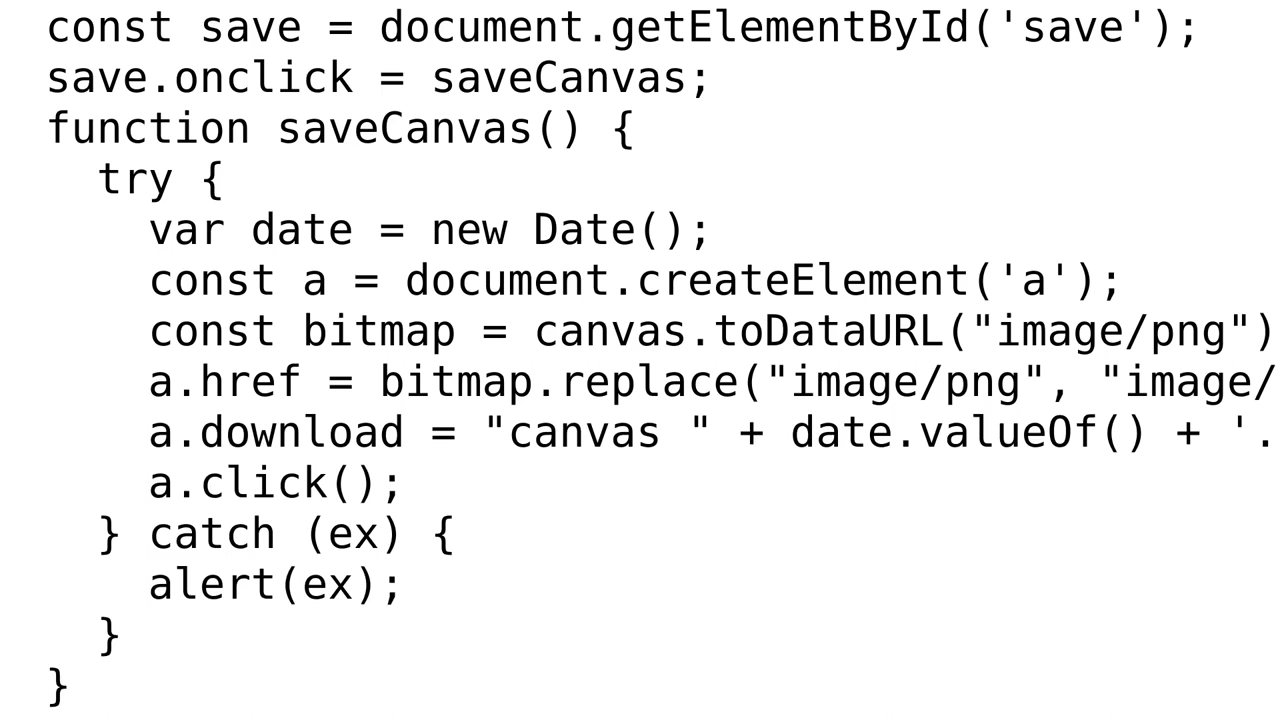 const save = document.getElementById('save');
save.onclick = saveCanvas;
function saveCanvas() {
  try {
    var date = new Date();
    const a = document.createElement('a');
    const bitmap = canvas.toDataURL("image/png")
    a.href = bitmap.replace("image/png", "image/
    a.download = "canvas " + date.valueOf() + '.
    a.click();
  } catch (ex) {
    alert(ex);
  }
}